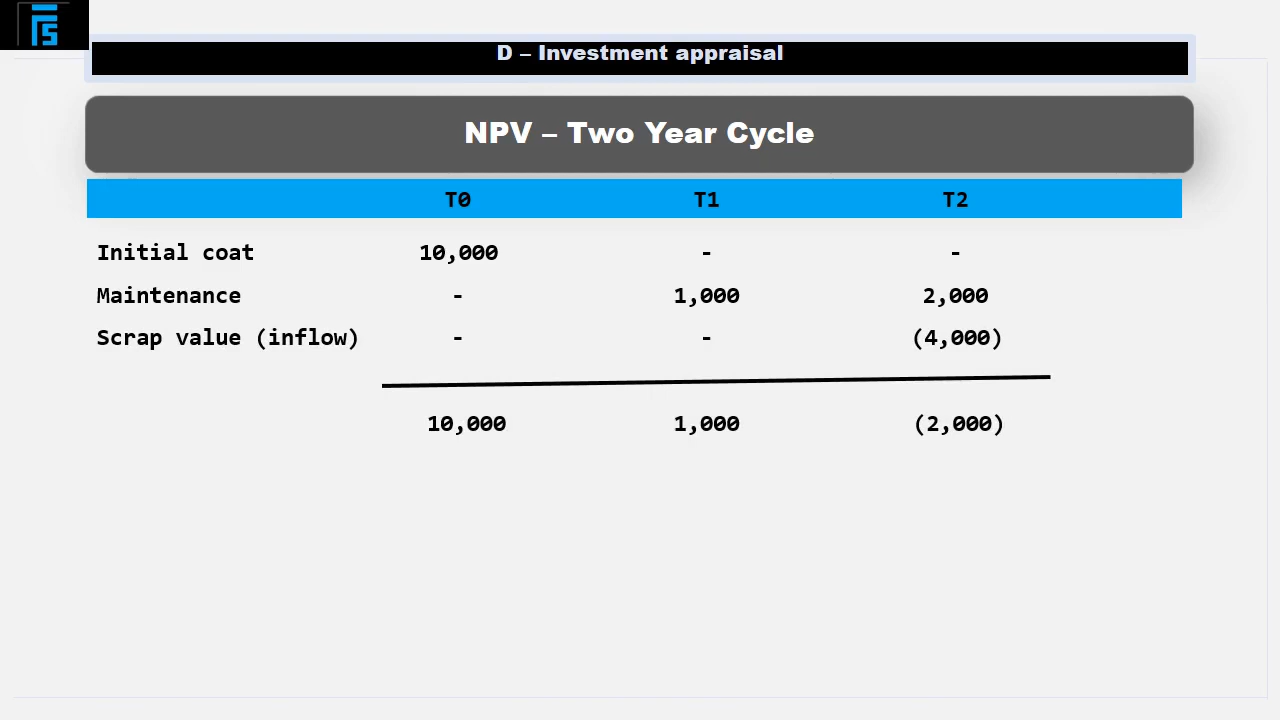 FS
D – Investment appraisal
NPV – Two Year Cycle
T0 T1 T2
Initial coat 10,000 - -
Maintenance - 1,000 2,000
Scrap value (inflow) - - (4,000)
10,000 1,000 (2,000)